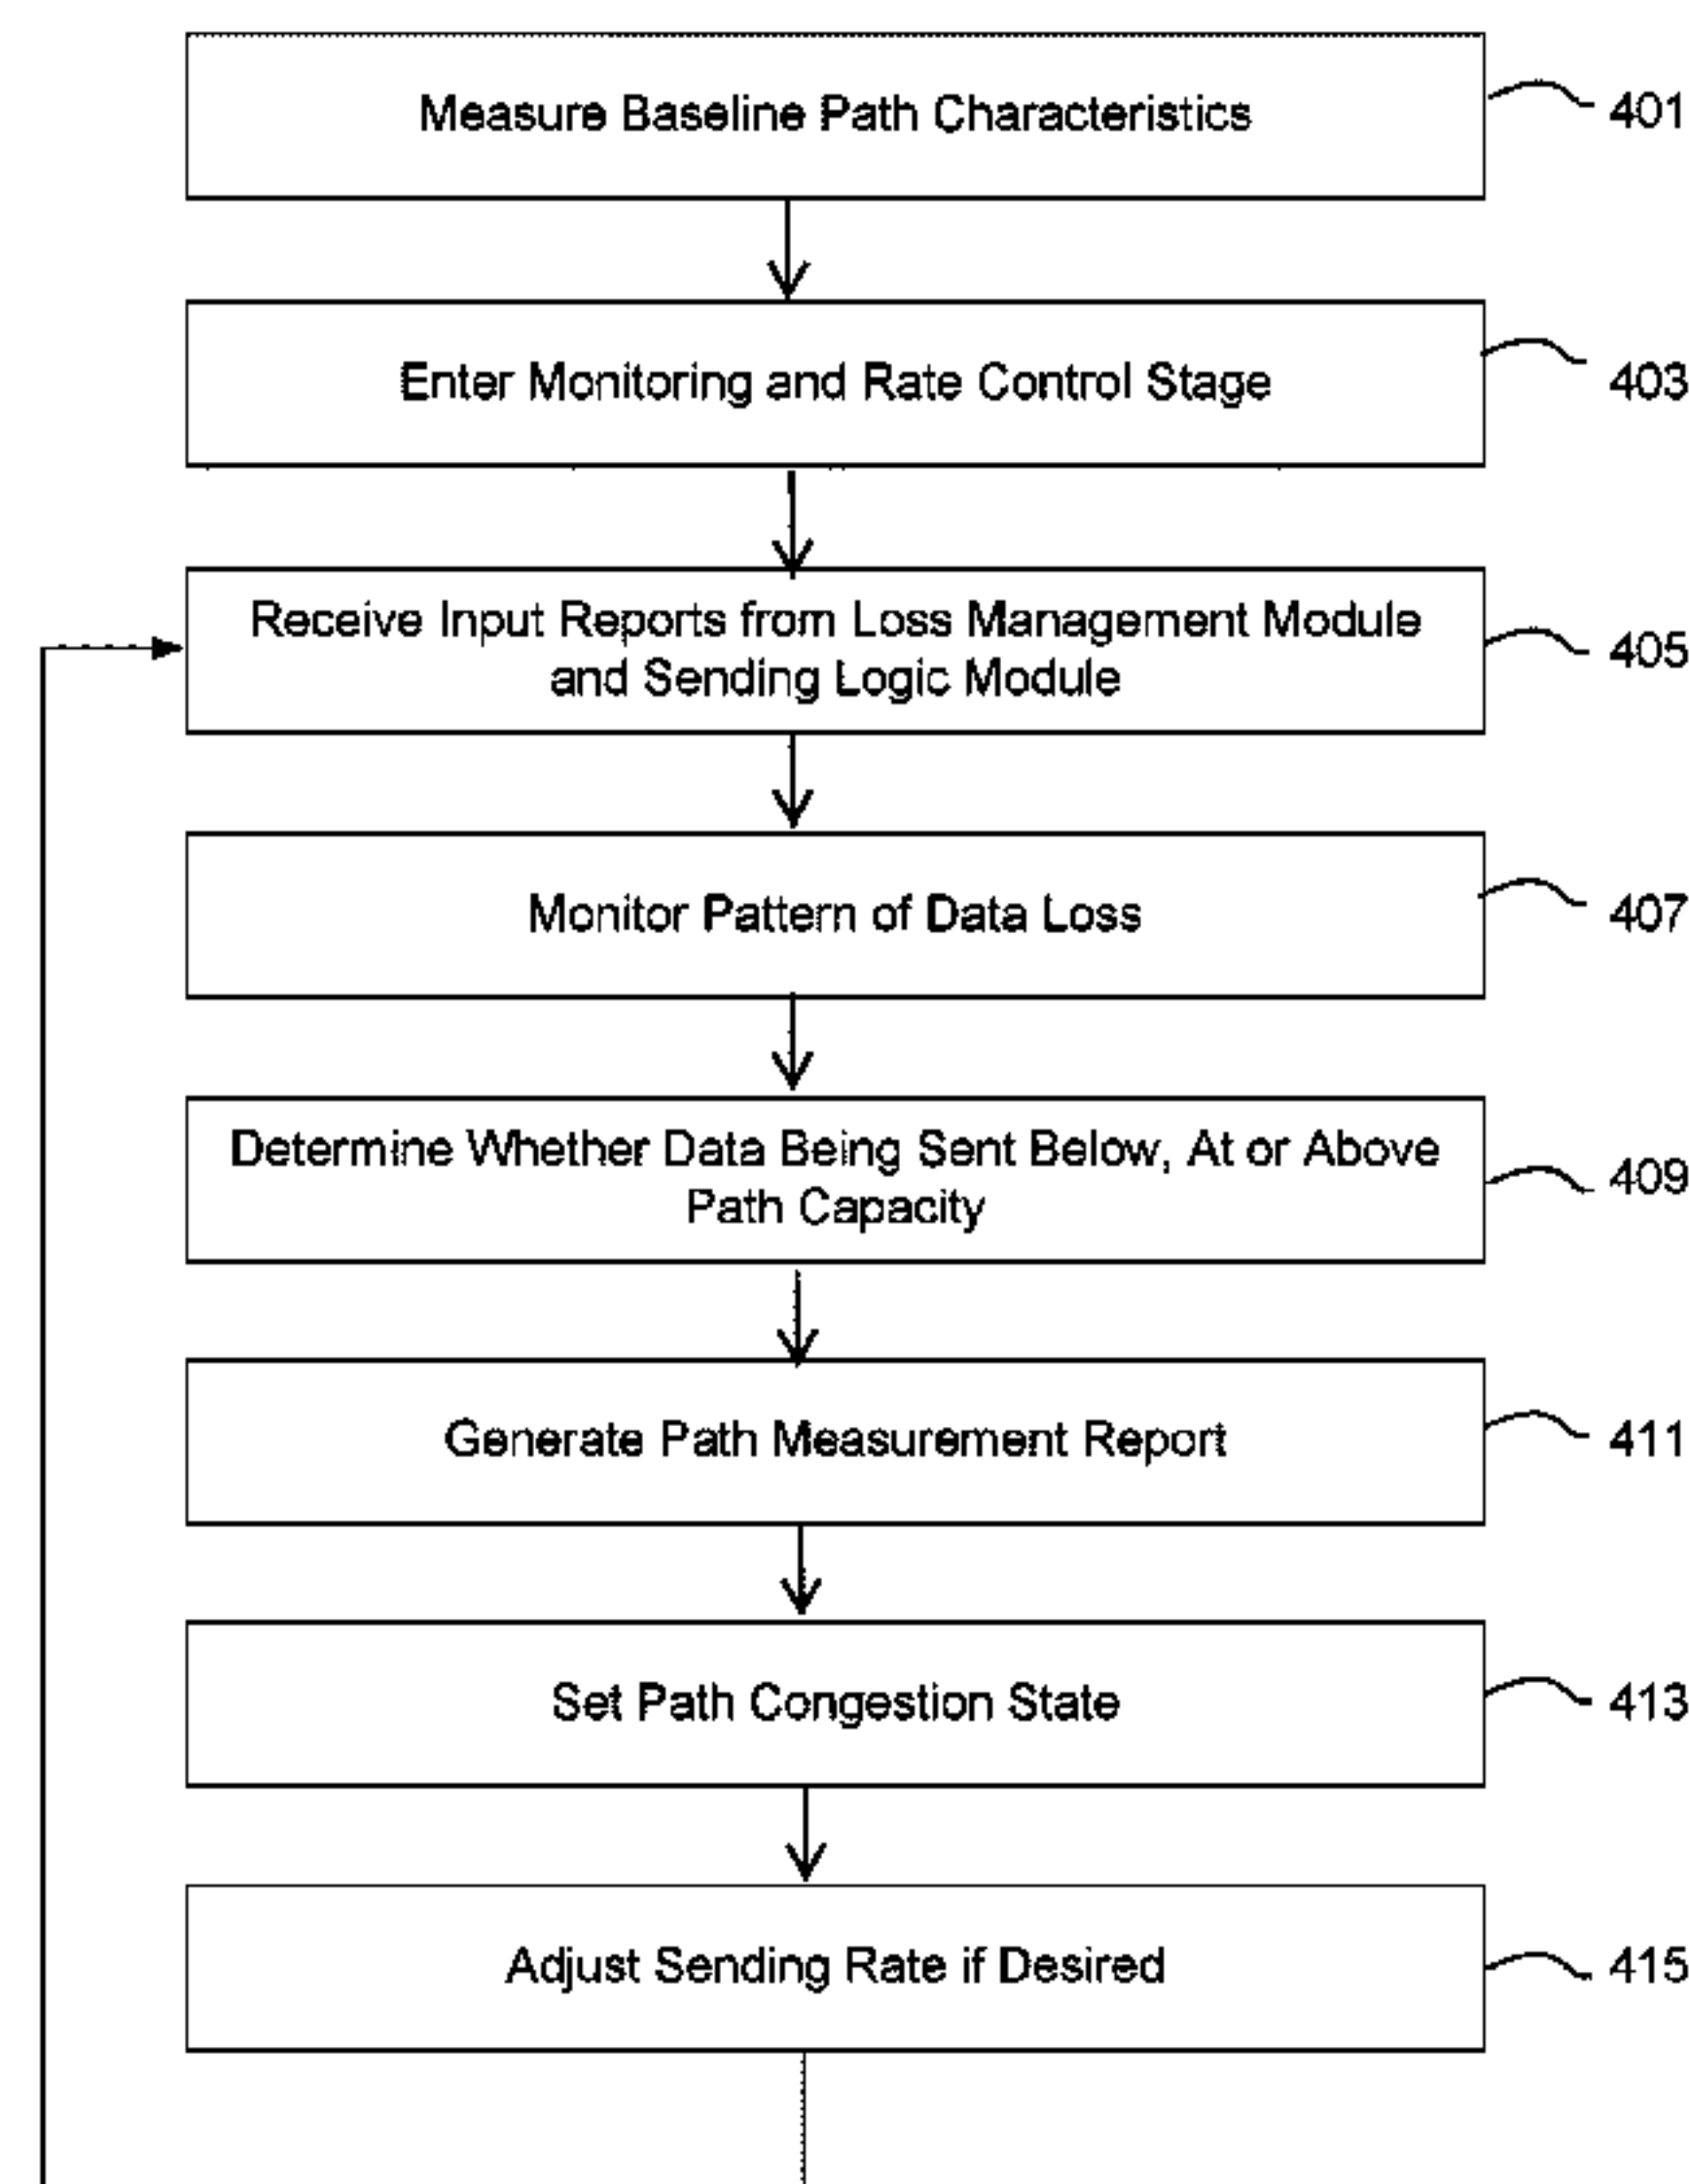 Measure Baseline Path Characteristics
401
Enter Monitoring and Rate Control Stage
403
Receive Input Reports from Loss Management Module
and Sending Logic Module
405
Monitor Pattern of Data Loss
407
Determine Whether Data Being Sent Below, At or Above
Path Capacity
409
Generate Path Measurement Report
411
Set Path Congestion State
413
Adjust Sending Rate if Desired
415